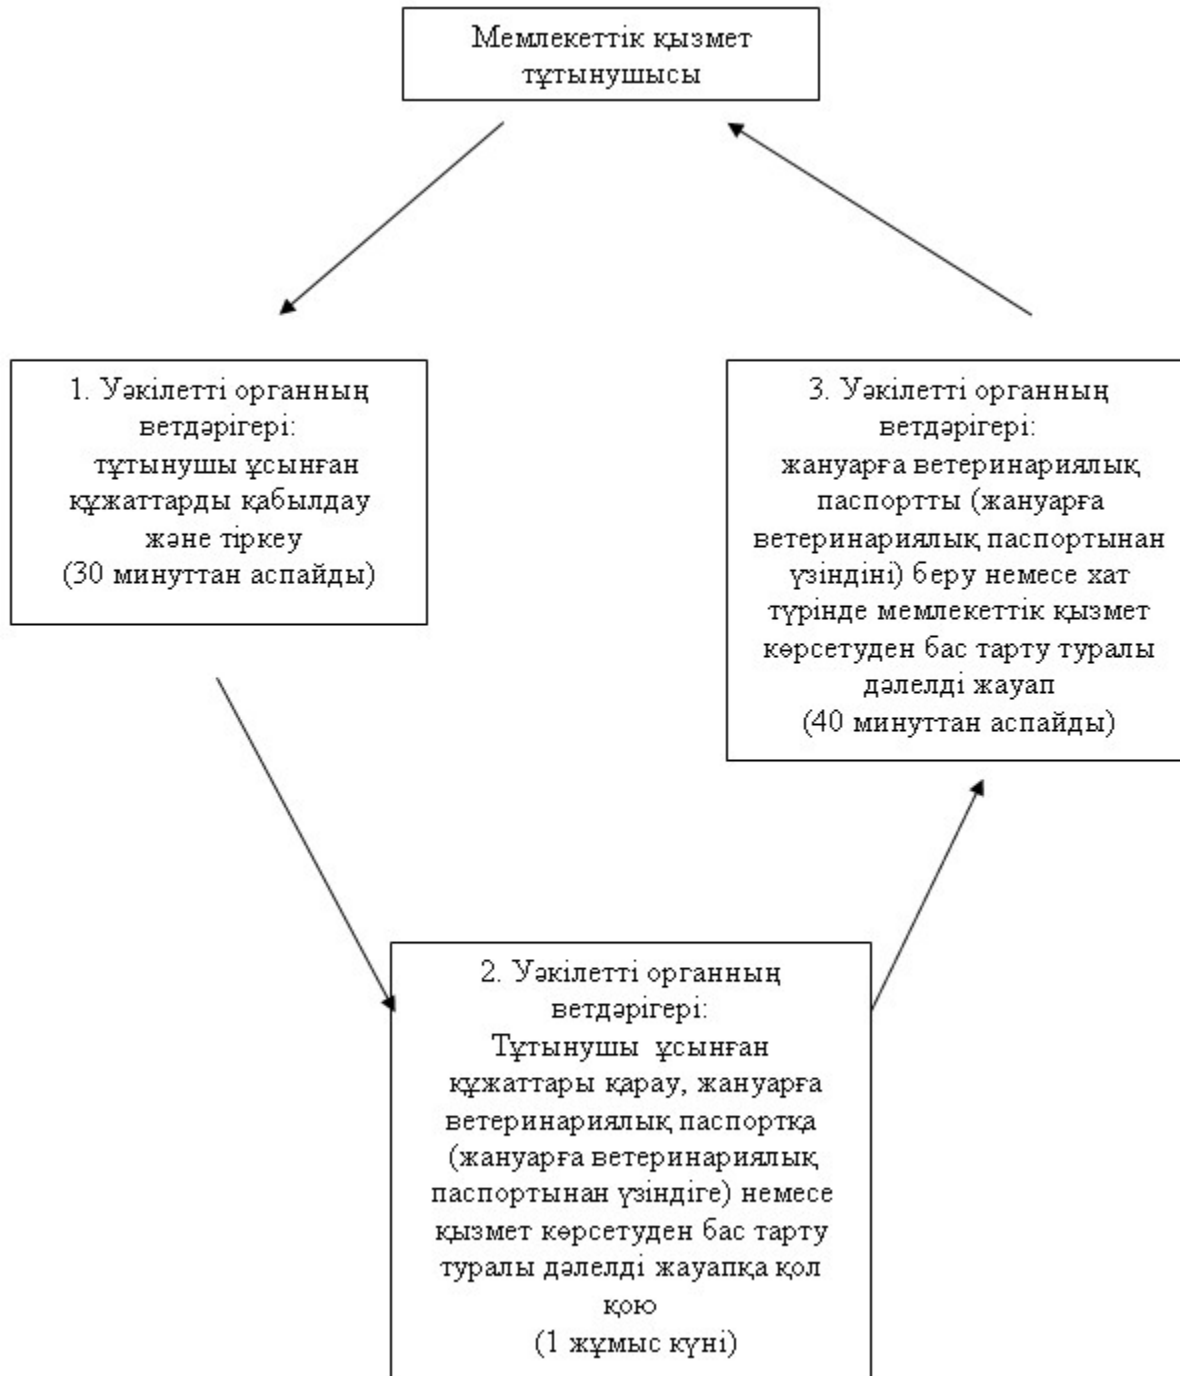 Мемлекеттік қызмет
тұтынушысы
1. Уәкілетті органның
ветдәрігері:
тұтынушы ұсынған
құжаттарды қабылдау
және тіркеу
(30 минуттан аспайды)
3. Уәкілетті органның
ветдәрігері:
жануарға ветеринариялық
паспортты (жануарға
ветеринариялық паспортынан
үзіндіні) беру немесе хат
түрінде мемлекеттік қызмет
көрсетуден бас тарту туралы
дәлелді жауап
(40 минуттан аспайды)
2. Уәкілетті органның
ветдәрігері:
Тұтынушы ұсынған
құжаттары қарау, жануарға
ветеринариялық паспортқа
(жануарға ветеринариялық
паспортынан үзіндіге) немесе
қызмет көрсетуден бас тарту
туралы дәлелді жауапқа қол
қою
(1 жұмыс күні)